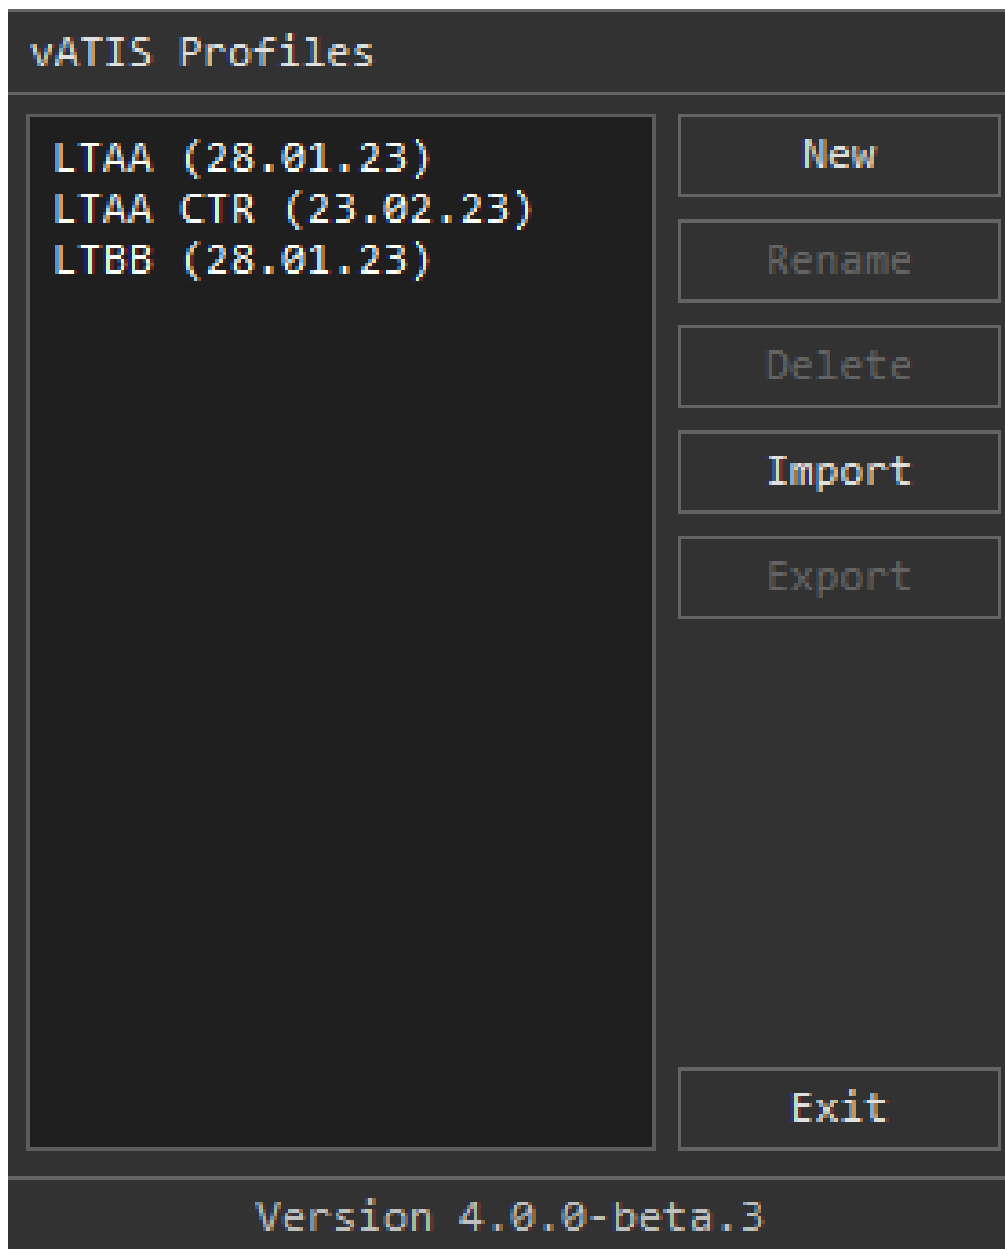 vATIS Profiles
LTAA (28.01.23)
LTAA CTR (23.02.23)
LTBB (28.01.23)
New
Rename
Delete
Import
Export
Exit
Version 4.0.0-beta.3